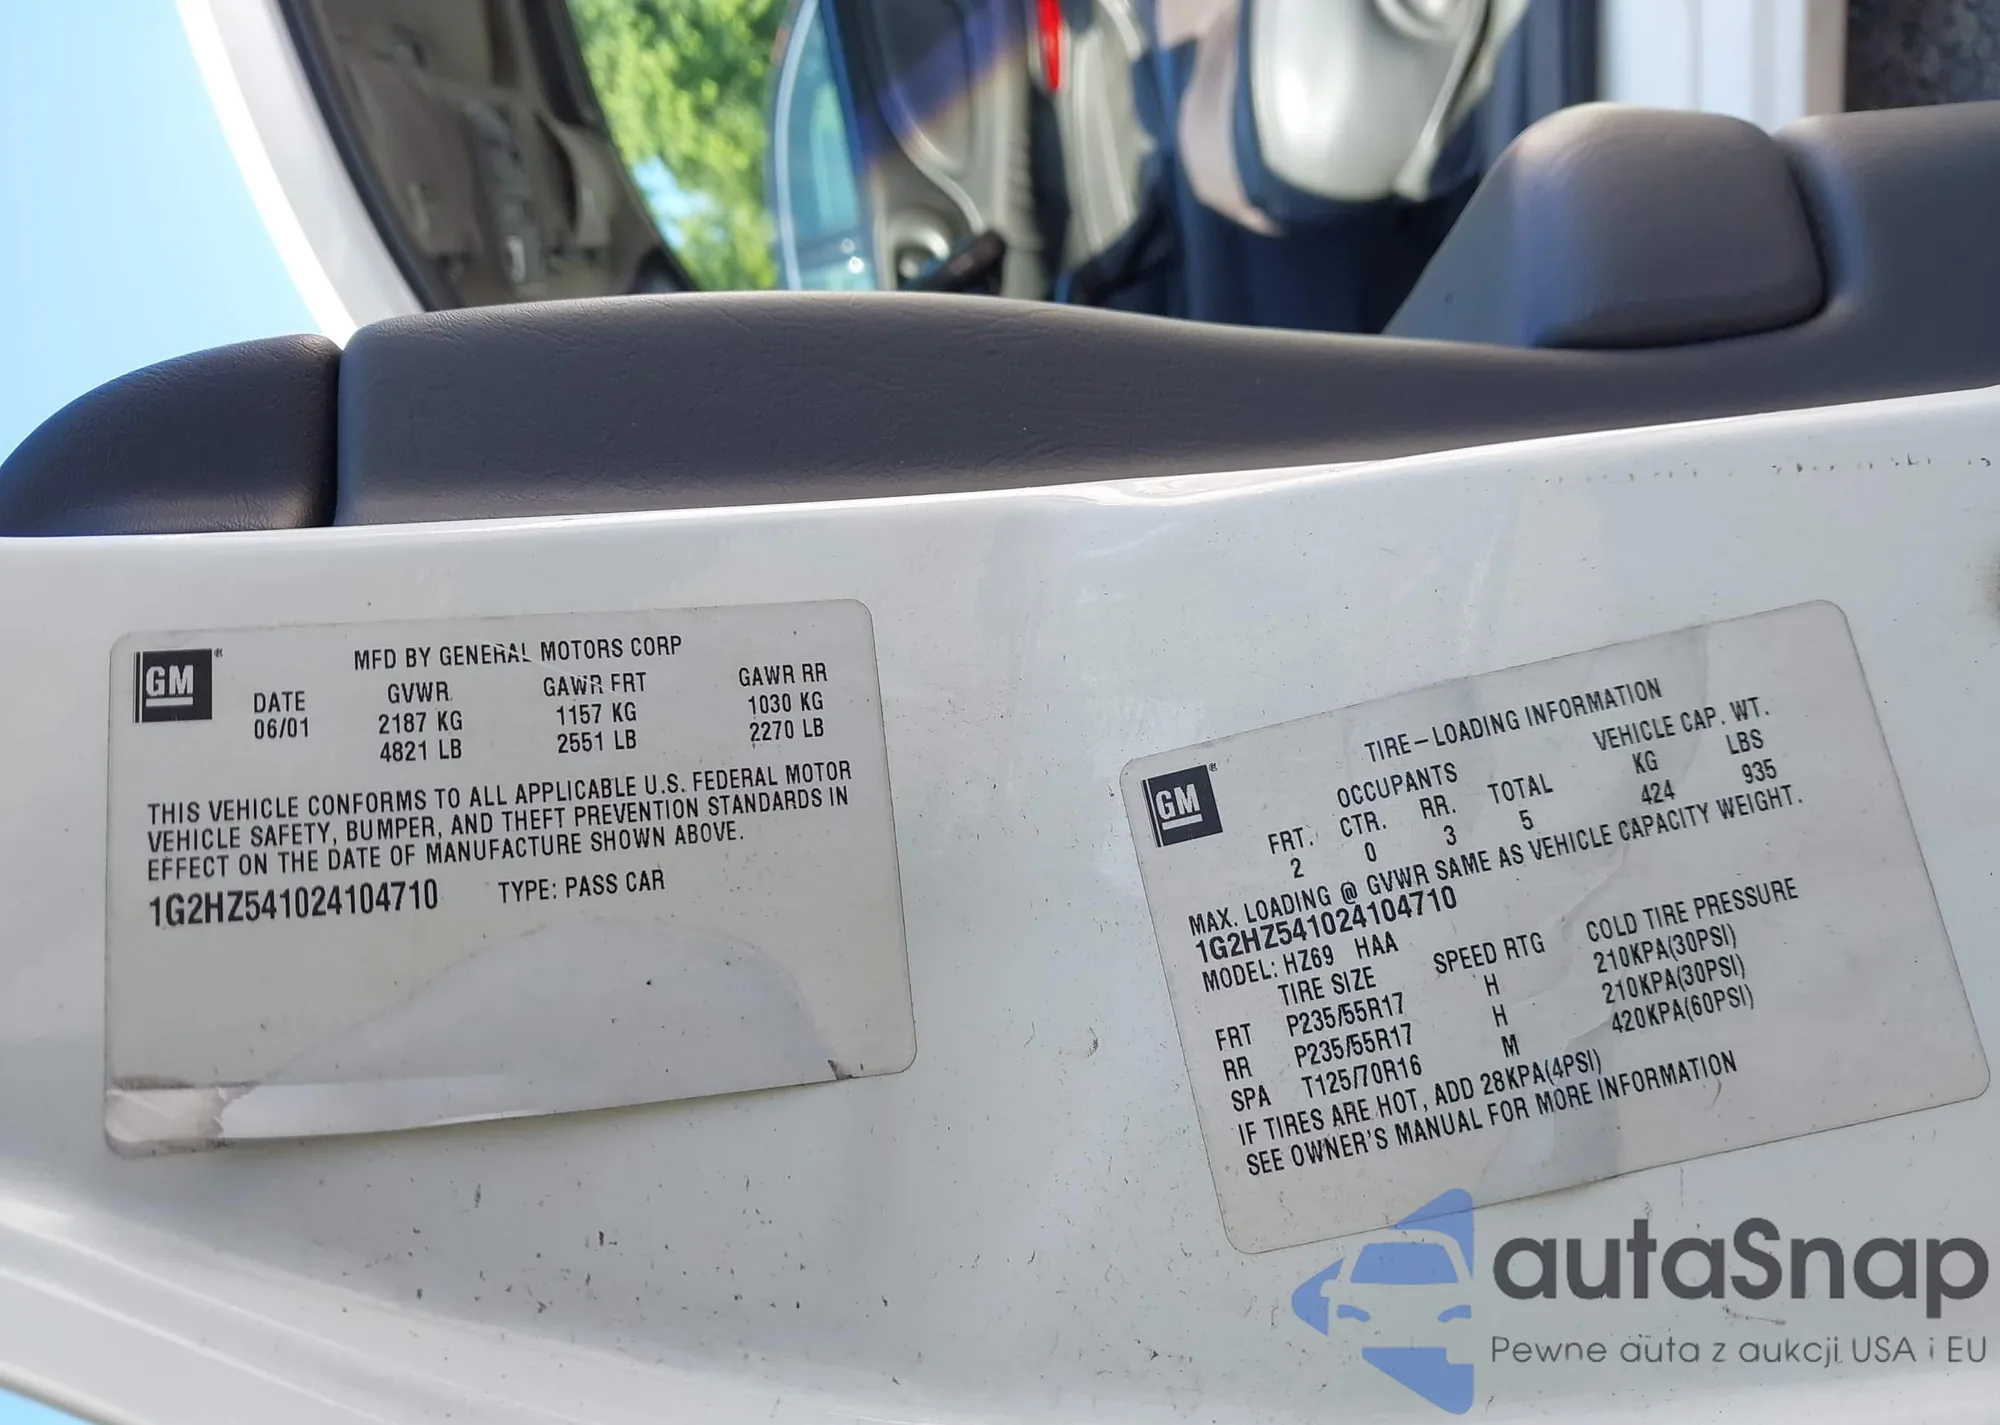 GM
MFD BY GENERAL MOTORS CORP
DATE GVWR GAWR FRT GAWR RR
06/01 2187 KG 1157 KG 1030 KG
4821 LB 2551 LB 2270 LB
THIS VEHICLE CONFORMS TO ALL APPLICABLE U.S. FEDERAL MOTOR
VEHICLE SAFETY, BUMPER, AND THEFT PREVENTION STANDARDS IN
EFFECT ON THE DATE OF MANUFACTURE SHOWN ABOVE.
1G2HZ541024104710 TYPE: PASS CAR
GM
TIRE-LOADING INFORMATION
OCCUPANTS VEHICLE CAP. WT.
FRT. CTR. RR. TOTAL KG LBS
2 0 3 5 424 935
MAX. LOADING @ GVWR SAME AS VEHICLE CAPACITY WEIGHT.
1G2HZ541024104710
MODEL: HZ69 HAA
TIRE SIZE SPEED RTG COLD TIRE PRESSURE
FRT P235/55R17 H 210KPA(30PSI)
RR P235/55R17 H 210KPA(30PSI)
SPA T125/70R16 M 420KPA(60PSI)
IF TIRES ARE HOT, ADD 28KPA(4PSI)
SEE OWNER'S MANUAL FOR MORE INFORMATION
autaSnap
Pewne auta z aukcji USA i EU